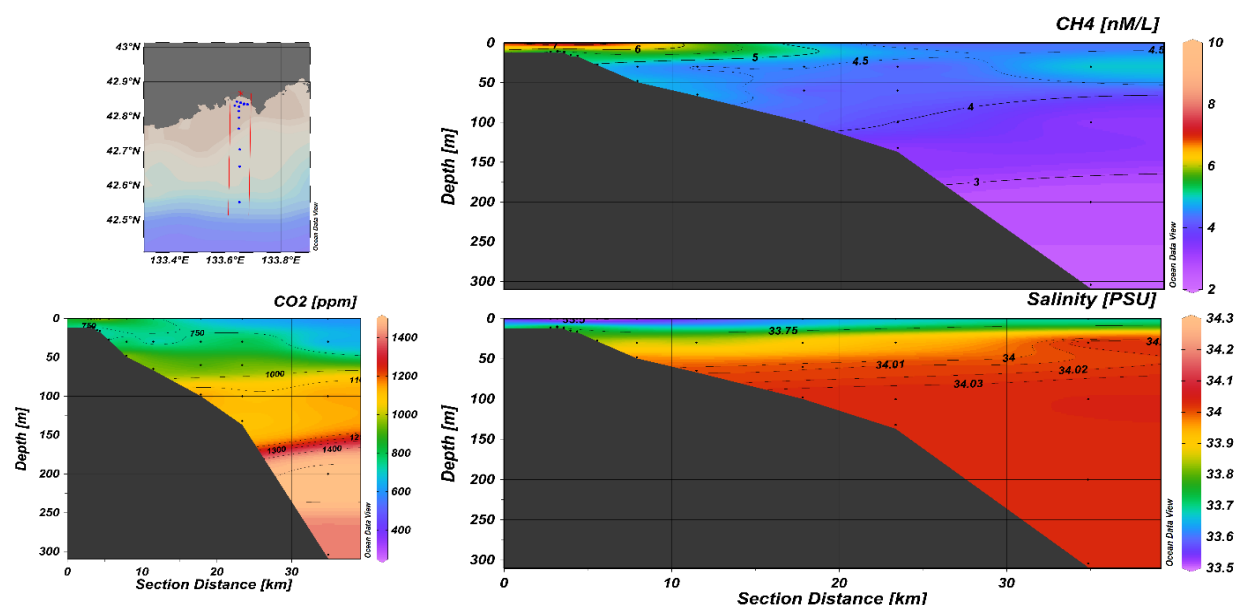 43°N
42.9°N
42.8°N
42.7°N
42.6°N
42.5°N
133.4°E 133.6°E 133.8°E
Ocean Data View
CH4 [nM/L]
Depth [m]
0
50
100
150
200
250
300
7
6
5
4.5
4.5
4
3
10
8
6
4
2
Ocean Data View
CO2 [ppm]
Depth [m]
0
50
100
150
200
250
300
750
750
1000
1300
1400
0 10 20 30
Section Distance [km]
1400
1200
1000
800
600
400
Ocean Data View
Salinity [PSU]
Depth [m]
0
50
100
150
200
250
300
33.5
33.75
34.01
34
34.02
34.03
0 10 20 30
Section Distance [km]
34.3
34.2
34.1
34
33.9
33.8
33.7
33.6
33.5
Ocean Data View